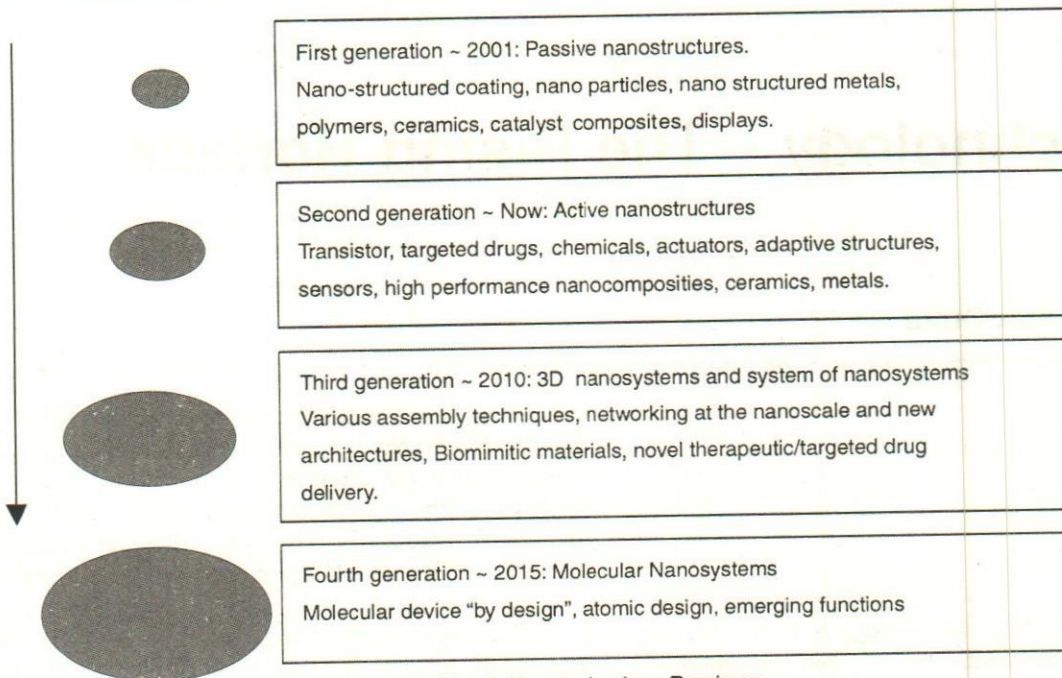 First generation ~ 2001: Passive nanostructures.
Nano-structured coating, nano particles, nano structured metals,
polymers, ceramics, catalyst composites, displays.
Second generation ~ Now: Active nanostructures
Transistor, targeted drugs, chemicals, actuators, adaptive structures,
sensors, high performance nanocomposities, ceramics, metals.
Third generation ~ 2010: 3D nanosystems and system of nanosystems
Various assembly techniques, networking at the nanoscale and new
architectures, Biomimitic materials, novel therapeutic/targeted drug
delivery.
Fourth generation ~ 2015: Molecular Nanosystems
Molecular device "by design", atomic design, emerging functions